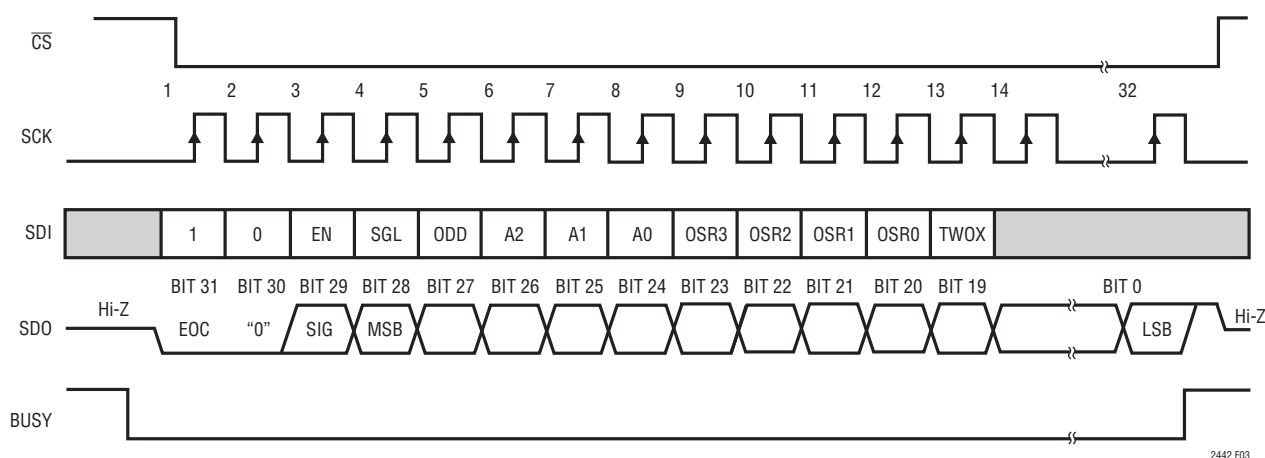 CS
1 2 3 4 5 6 7 8 9 10 11 12 13 14 32
SCK
SDI 1 0 EN SGL ODD A2 A1 A0 OSR3 OSR2 OSR1 OSR0 TWOX
BIT 31 BIT 30 BIT 29 BIT 28 BIT 27 BIT 26 BIT 25 BIT 24 BIT 23 BIT 22 BIT 21 BIT 20 BIT 19 BIT 0
Hi-Z Hi-Z
SDO EOC “0” SIG MSB LSB
BUSY
2442 F03